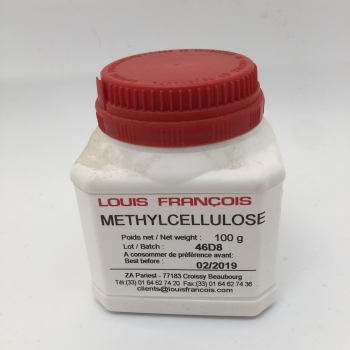 LOUIS FRANÇOIS
METHYLCELLULOSE
Poids net / Net weight : 100 g
Lot / Batch : 46D8
A consommer de préférence avant:
Best before : 02/2019
ZA Pariest - 77183 Croissy Beaubourg
Tél:(33) 01 64 62 74 20 Fax:(33) 01 64 62 74 36
clients@louisfrancois.com